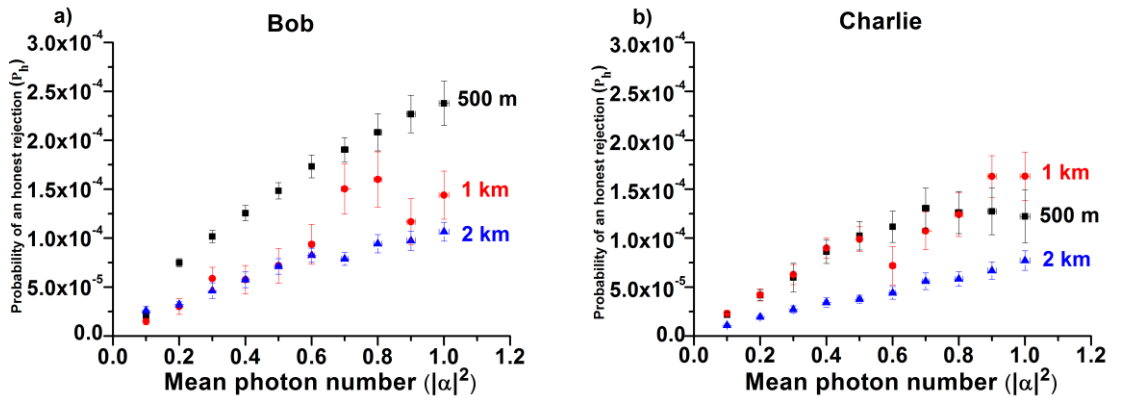 a)
Bob
Probability of an honest rejection (Pₕ)
3.0x10⁻⁴
2.5x10⁻⁴
2.0x10⁻⁴
1.5x10⁻⁴
1.0x10⁻⁴
5.0x10⁻⁵
0.0
500 m
1 km
2 km
0.0 0.2 0.4 0.6 0.8 1.0 1.2
Mean photon number (|α|²)
b)
Charlie
Probability of an honest rejection (Pₕ)
3.0x10⁻⁴
2.5x10⁻⁴
2.0x10⁻⁴
1.5x10⁻⁴
1.0x10⁻⁴
5.0x10⁻⁵
0.0
1 km
500 m
2 km
0.0 0.2 0.4 0.6 0.8 1.0 1.2
Mean photon number (|α|²)